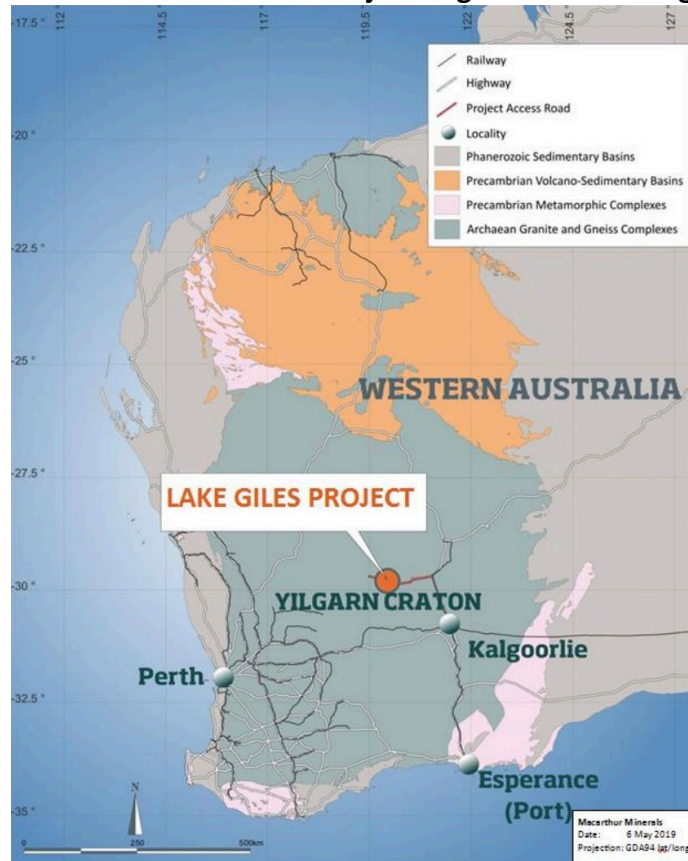 112 °
117 °
119.5 °
122 °
124.5 °
127 °
-17.5 °
-20 °
-22.5 °
-25 °
-27.5 °
-30 °
-32.5 °
-35 °
Railway
Highway
Project Access Road
Locality
Phanerozoic Sedimentary Basins
Precambrian Volcano-Sedimentary Basins
Precambrian Metamorphic Complexes
Archaean Granite and Gneiss Complexes
WESTERN AUSTRALIA
LAKE GILES PROJECT
YILGARN CRATON
Kalgoorlie
Perth
Esperance
(Port)
N
0
250
500km
Macarthur Minerals
Date: 6 May 2019
Projection: GDA94 lat/long